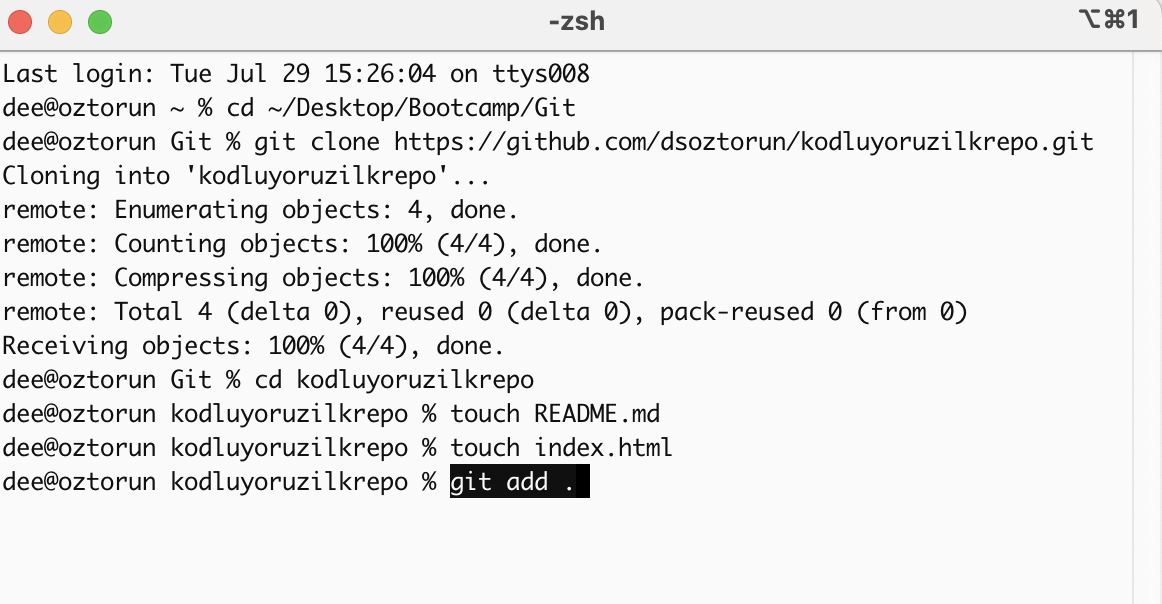 -zsh
⌥⌘1
Last login: Tue Jul 29 15:26:04 on ttys008
dee@oztorun ~ % cd ~/Desktop/Bootcamp/Git
dee@oztorun Git % git clone https://github.com/dsoztorun/kodluyoruzilkrepo.git
Cloning into 'kodluyoruzilkrepo'...
remote: Enumerating objects: 4, done.
remote: Counting objects: 100% (4/4), done.
remote: Compressing objects: 100% (4/4), done.
remote: Total 4 (delta 0), reused 0 (delta 0), pack-reused 0 (from 0)
Receiving objects: 100% (4/4), done.
dee@oztorun Git % cd kodluyoruzilkrepo
dee@oztorun kodluyoruzilkrepo % touch README.md
dee@oztorun kodluyoruzilkrepo % touch index.html
dee@oztorun kodluyoruzilkrepo % git add .